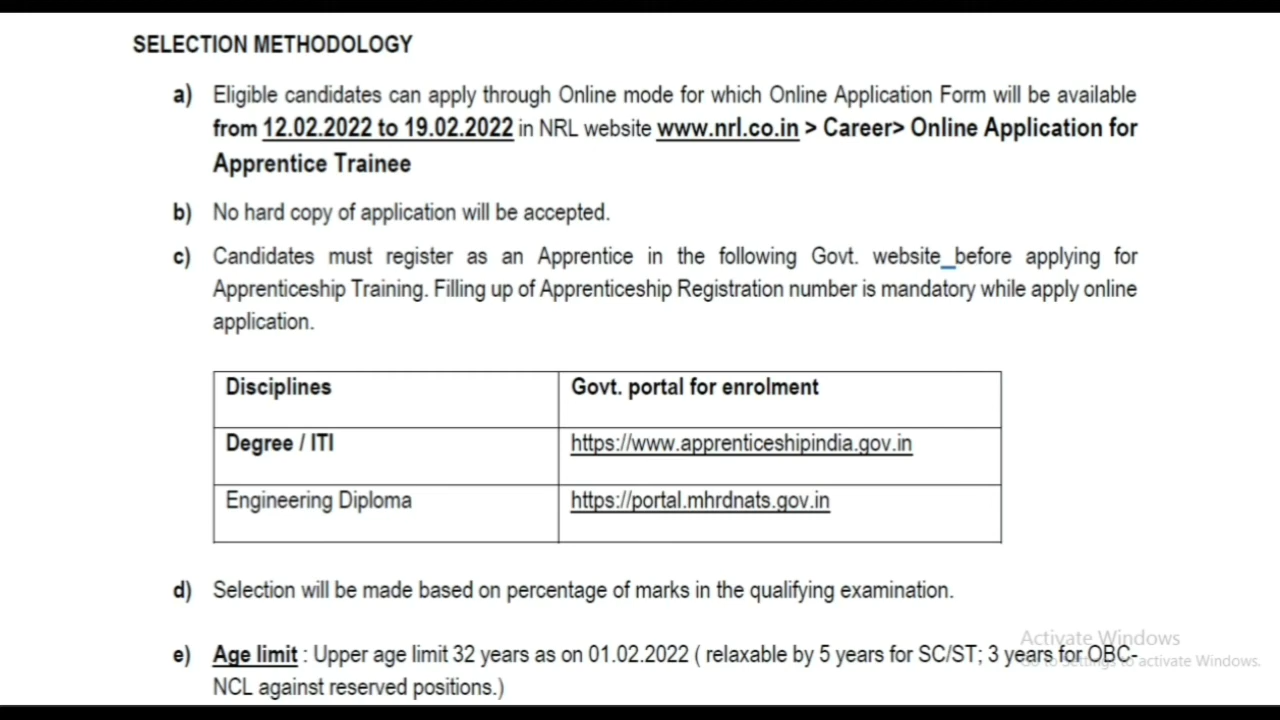 SELECTION METHODOLOGY
a) Eligible candidates can apply through Online mode for which Online Application Form will be available
from 12.02.2022 to 19.02.2022 in NRL website www.nrl.co.in > Career> Online Application for
Apprentice Trainee
b) No hard copy of application will be accepted.
c) Candidates must register as an Apprentice in the following Govt. website_before applying for
Apprenticeship Training. Filling up of Apprenticeship Registration number is mandatory while apply online
application.
Disciplines Govt. portal for enrolment
Degree / ITI https://www.apprenticeshipindia.gov.in
Engineering Diploma https://portal.mhrdnats.gov.in
d) Selection will be made based on percentage of marks in the qualifying examination.
Activate Windows
e) Age limit : Upper age limit 32 years as on 01.02.2022 ( relaxable by 5 years for SC/ST; 3 years for OBC-
Go to Settings to activate Windows.
NCL against reserved positions.)